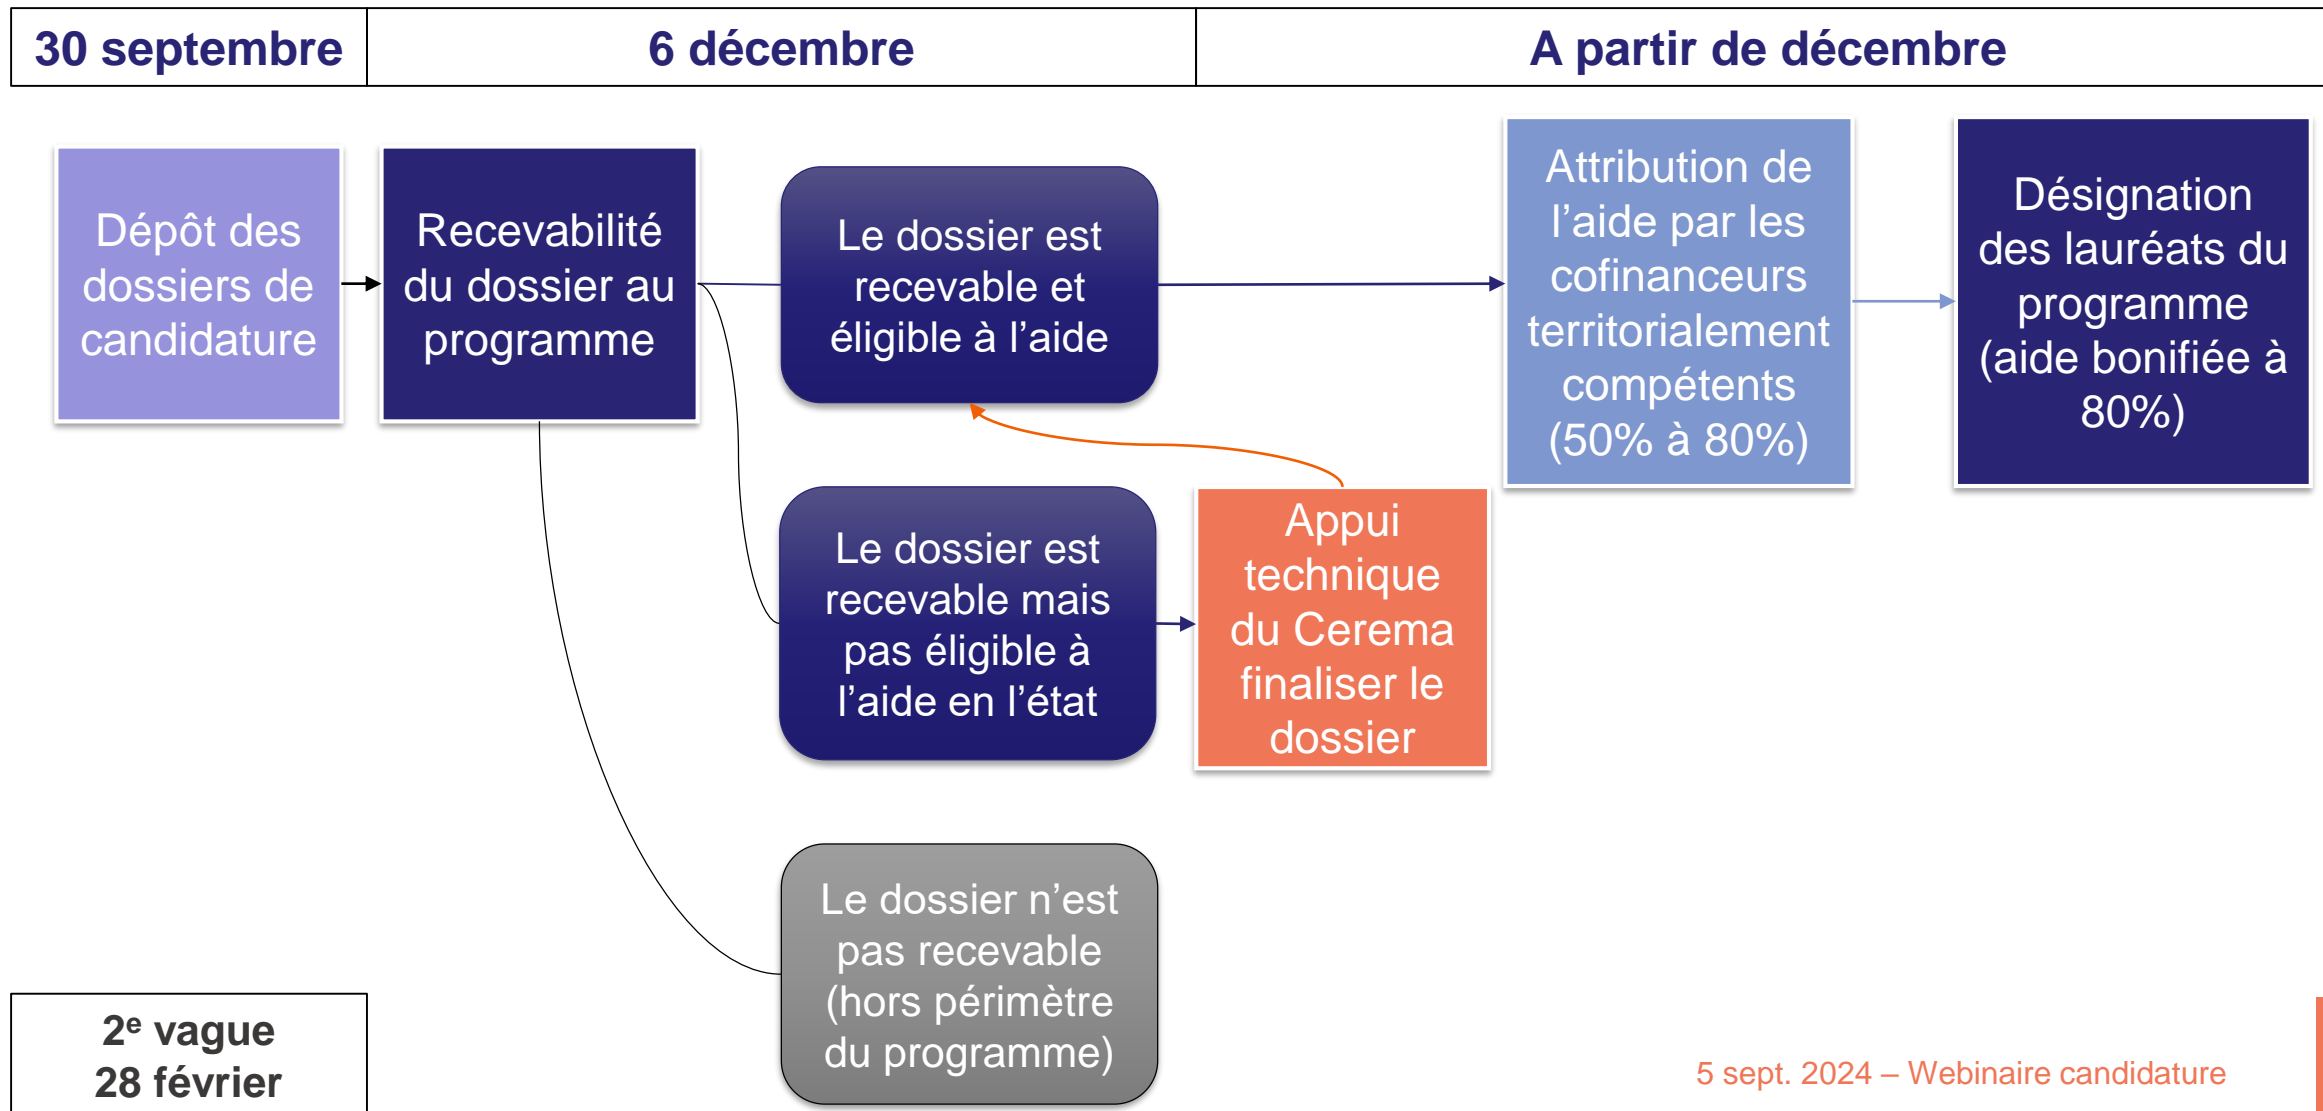 30 septembre
6 décembre
A partir de décembre
Dépôt des
dossiers de
candidature
Recevabilité
du dossier au
programme
Le dossier est
recevable et
éligible à l’aide
Attribution de
l’aide par les
cofinanceurs
territorialement
compétents
(50% à 80%)
Désignation
des lauréats du
programme
(aide bonifiée à
80%)
Le dossier est
recevable mais
pas éligible à
l’aide en l’état
Appui
technique
du Cerema
finaliser le
dossier
Le dossier n’est
pas recevable
(hors périmètre
du programme)
2e vague
28 février
5 sept. 2024 – Webinaire candidature